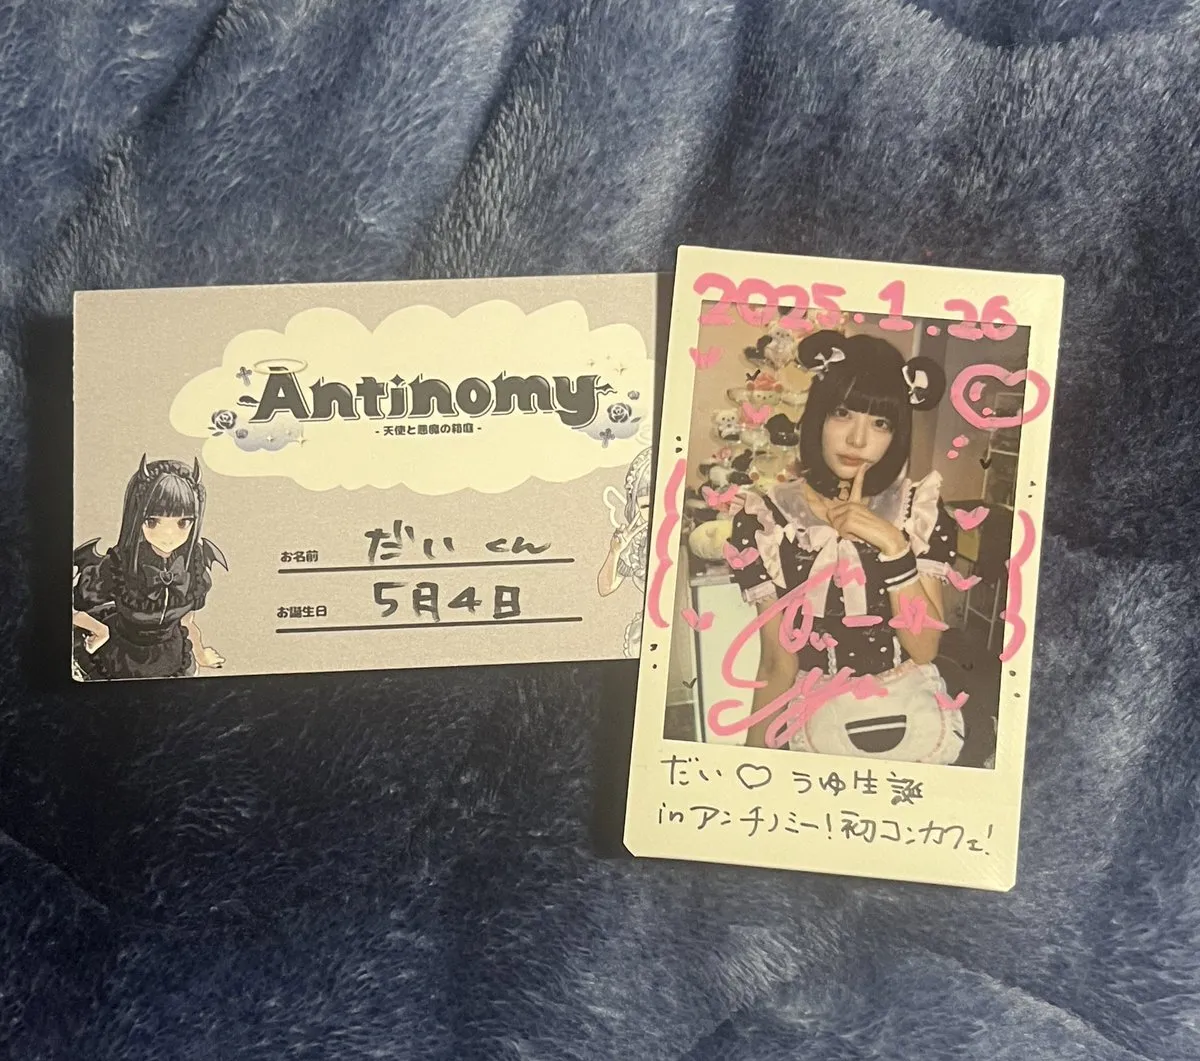 Antinomy
- 天使と悪魔の箱庭 -
お名前 だい くん
お誕生日 5月4日
2025.1.26
だい♡うゆ生誕
inアンチノミー!初コンカフェ!